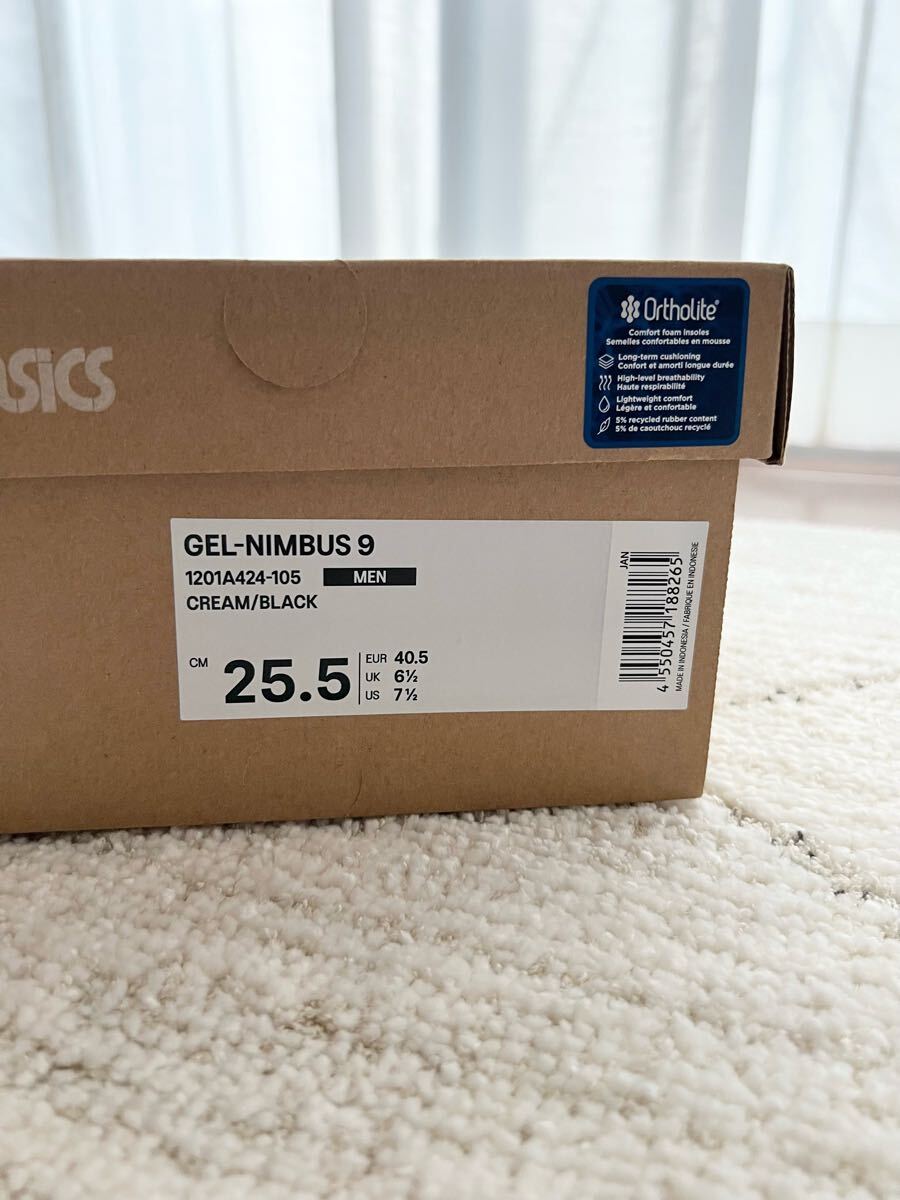 asics
Ortholite®
Comfort foam insoles
Semelles confortables en mousse
Long-term cushioning
Confort et amorti longue durée
High-level breathability
Haute respirabilité
Lightweight comfort
Légère et confortable
5% recycled rubber content
5% de caoutchouc recyclé
GEL-NIMBUS 9
1201A424-105 MEN
CREAM/BLACK
CM 25.5
EUR 40.5
UK 6½
US 7½
JAN
4 550457 188265
MADE IN INDONESIA / FABRIQUE EN INDONESIE